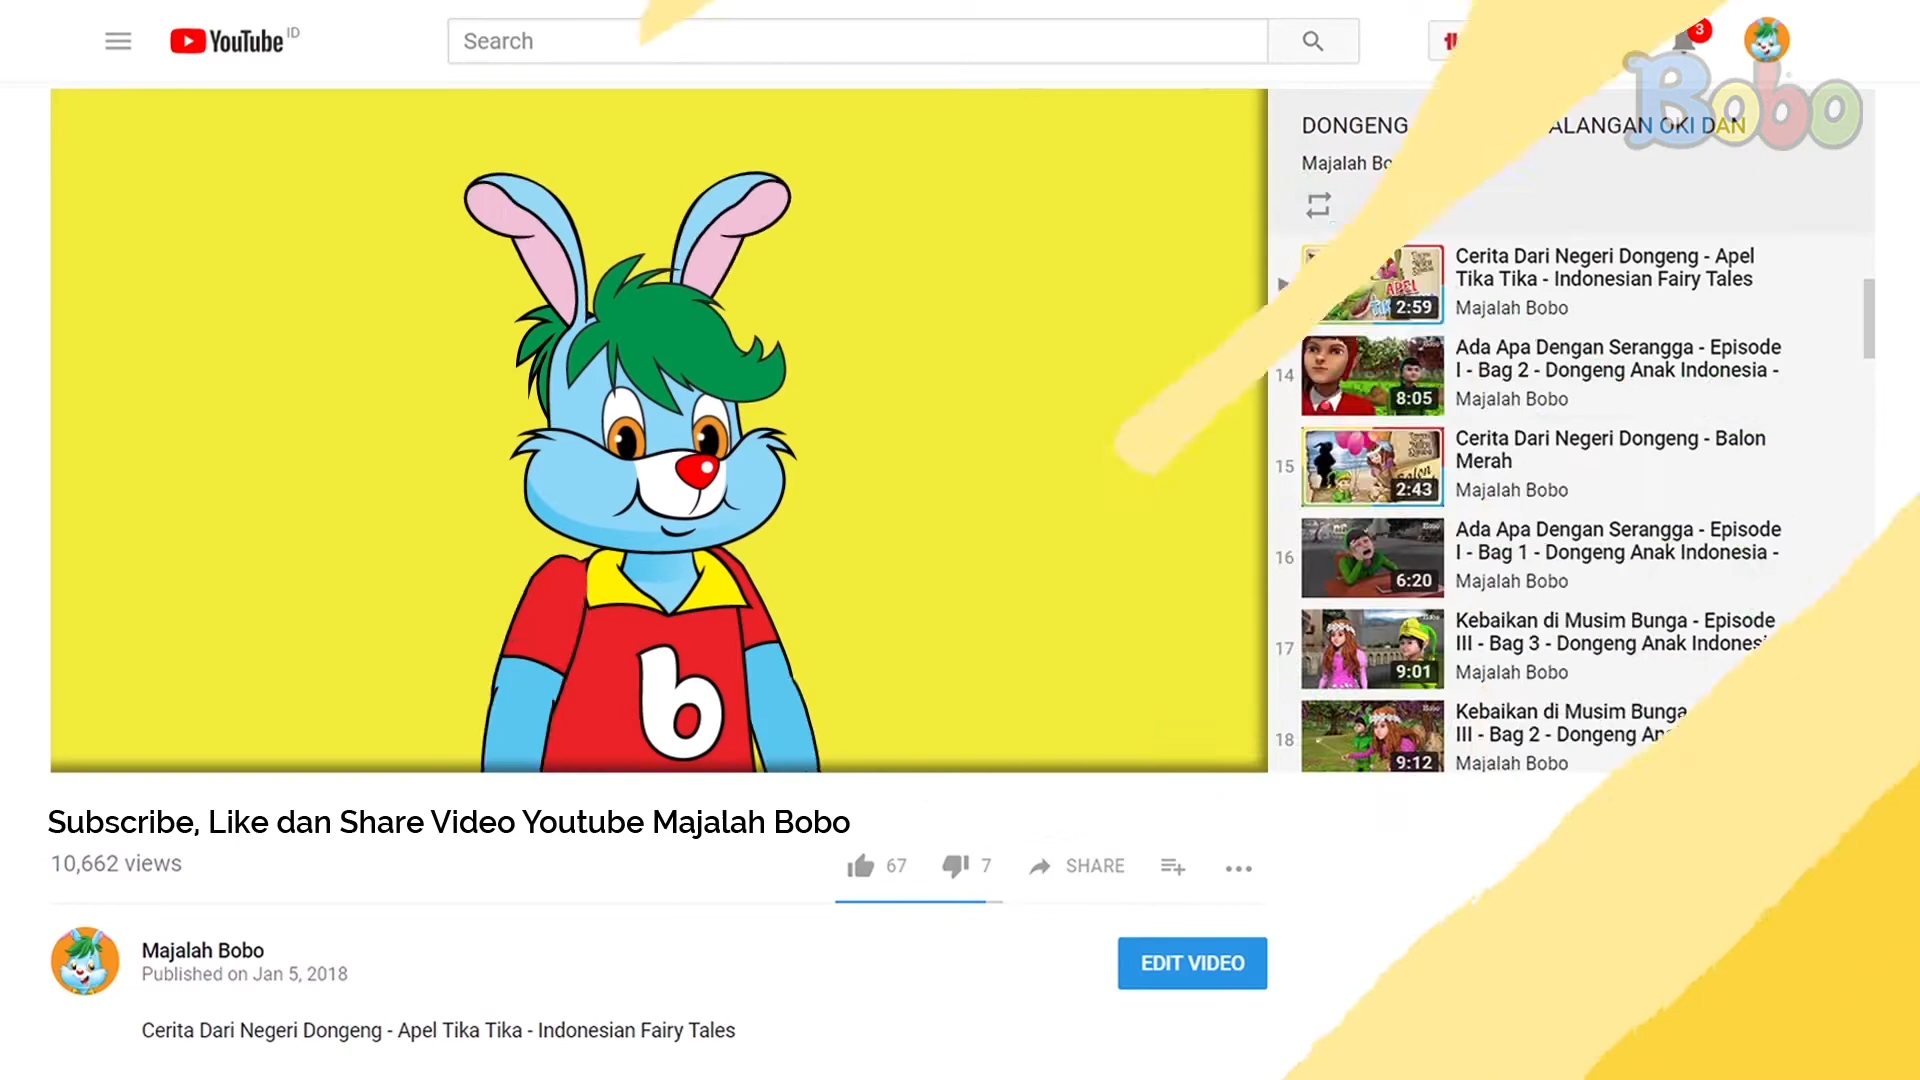 YouTube ID
Search
3
Bobo
DONGENG ALANGAN OKI DAN
Majalah Bo
Cerita Dari Negeri Dongeng - Apel
Tika Tika - Indonesian Fairy Tales
Majalah Bobo
APEL
2:59
14
Ada Apa Dengan Serangga - Episode
I - Bag 2 - Dongeng Anak Indonesia -
Majalah Bobo
8:05
15
Cerita Dari Negeri Dongeng - Balon
Merah
Majalah Bobo
2:43
16
Ada Apa Dengan Serangga - Episode
I - Bag 1 - Dongeng Anak Indonesia -
Majalah Bobo
6:20
17
Kebaikan di Musim Bunga - Episode
III - Bag 3 - Dongeng Anak Indones
Majalah Bobo
9:01
18
Kebaikan di Musim Bunga
III - Bag 2 - Dongeng An
Majalah Bobo
9:12
b
Subscribe, Like dan Share Video Youtube Majalah Bobo
10,662 views
67
7
SHARE
Majalah Bobo
Published on Jan 5, 2018
EDIT VIDEO
Cerita Dari Negeri Dongeng - Apel Tika Tika - Indonesian Fairy Tales